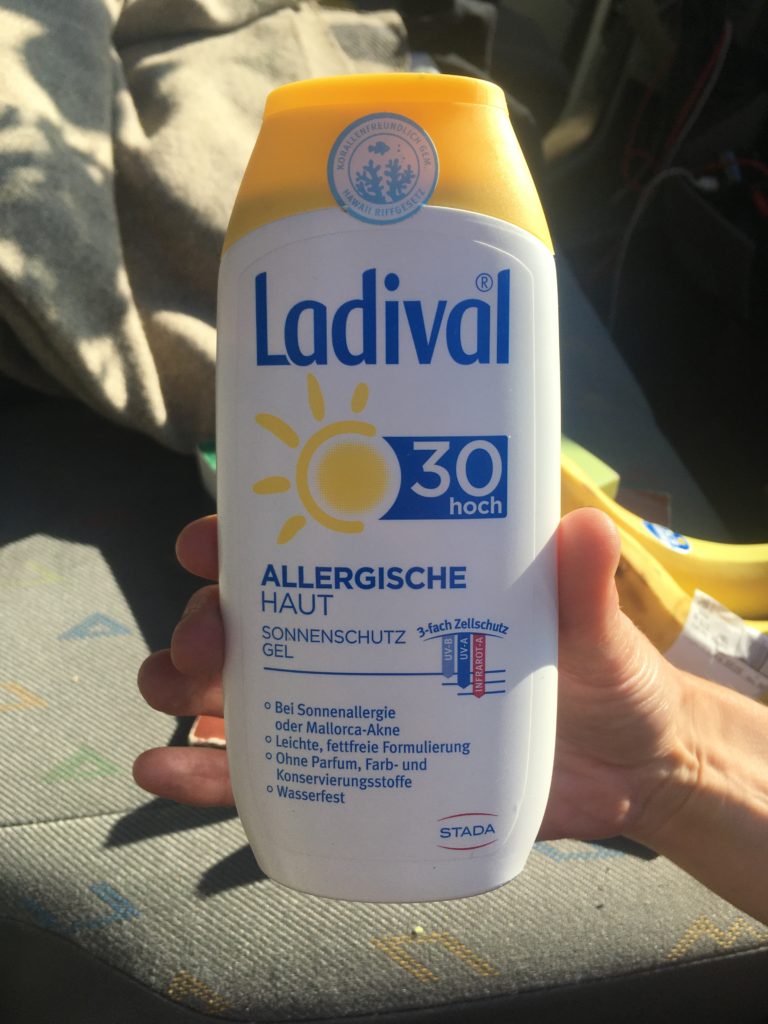 KORALLENFREUNDLICH GEM.
HAWAII RIFFGESETZ
Ladival®
30
hoch
ALLERGISCHE
HAUT
SONNENSCHUTZ
GEL
3-fach Zellschutz
UV-B
UV-A
INFRAROT-A
° Bei Sonnenallergie
oder Mallorca-Akne
° Leichte, fettfreie Formulierung
° Ohne Parfum, Farb- und
Konservierungsstoffe
° Wasserfest
STADA